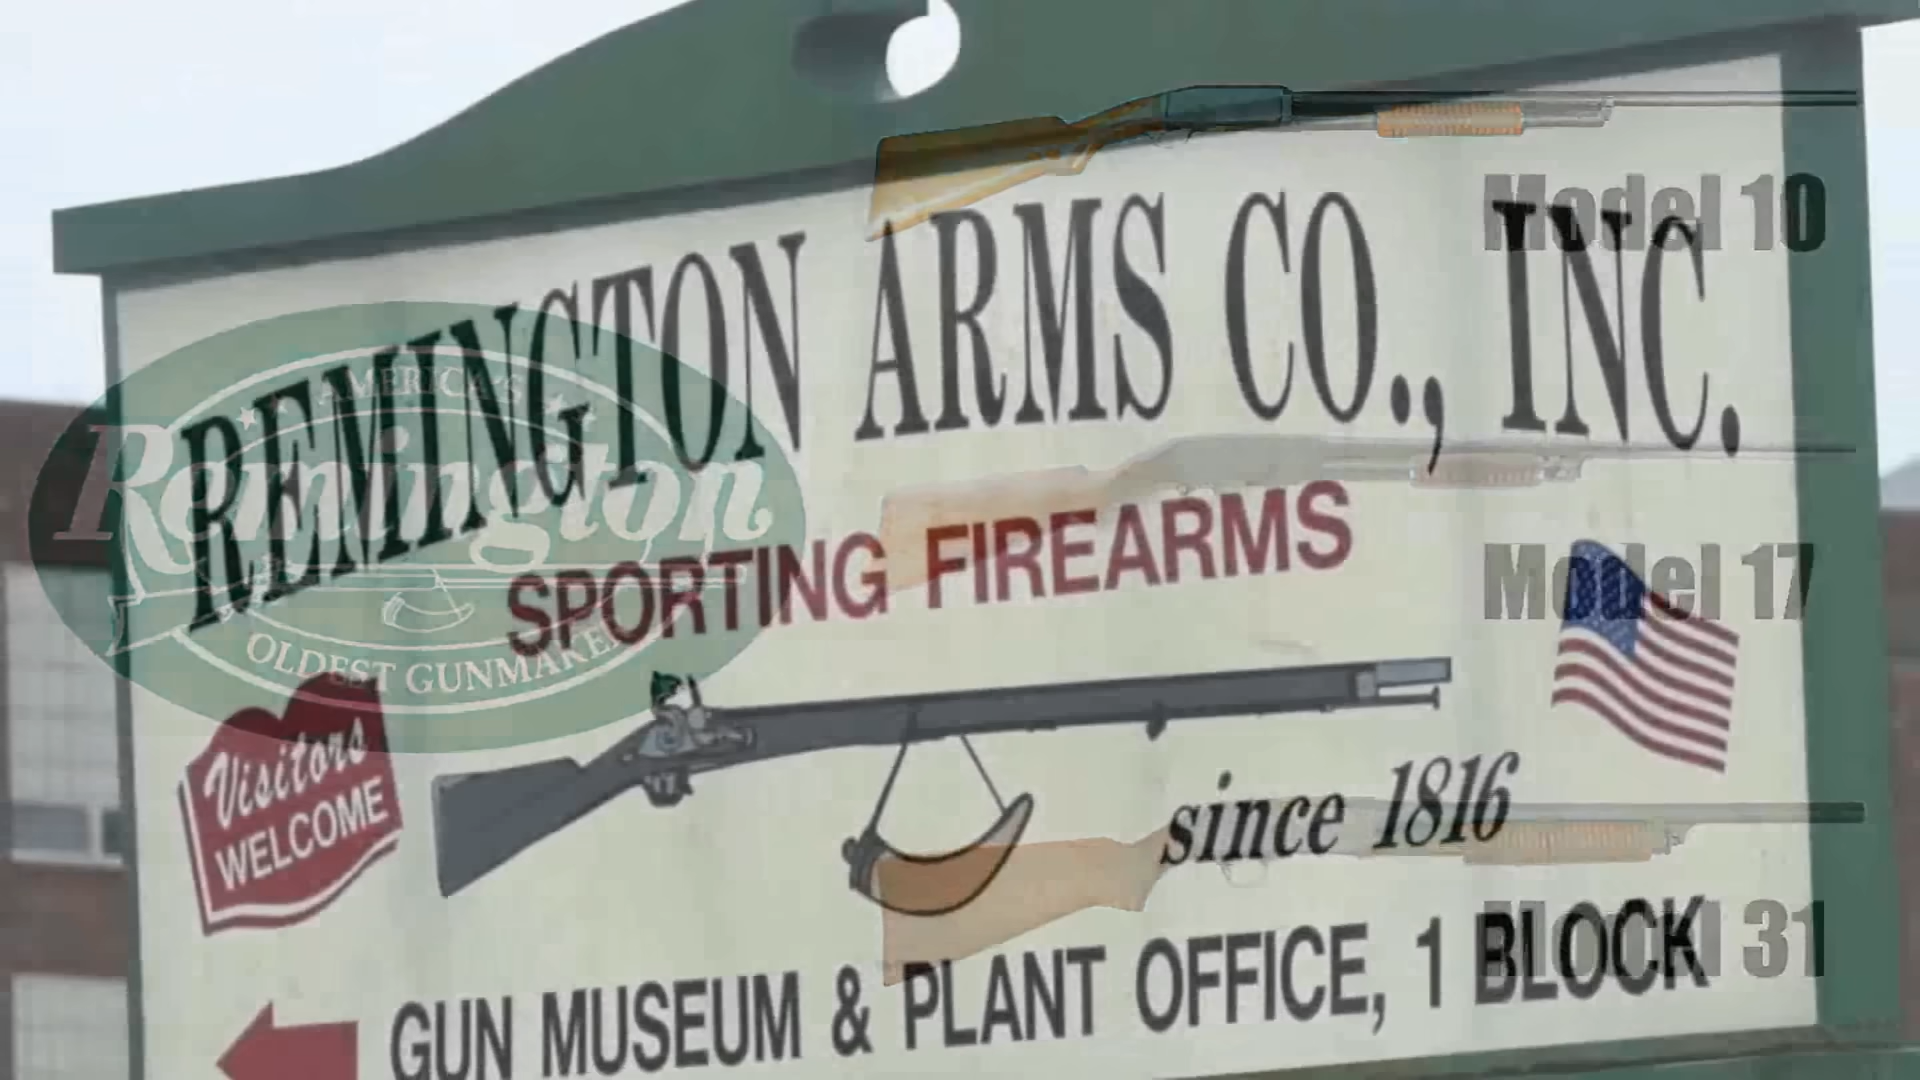 REMINGTON ARMS CO., INC.
SPORTING FIREARMS
since 1816
Visitors
WELCOME
GUN MUSEUM & PLANT OFFICE, 1 BLOCK
AMERICA'S
Remington
OLDEST GUNMAKER
Model 10
Model 17
Model 31